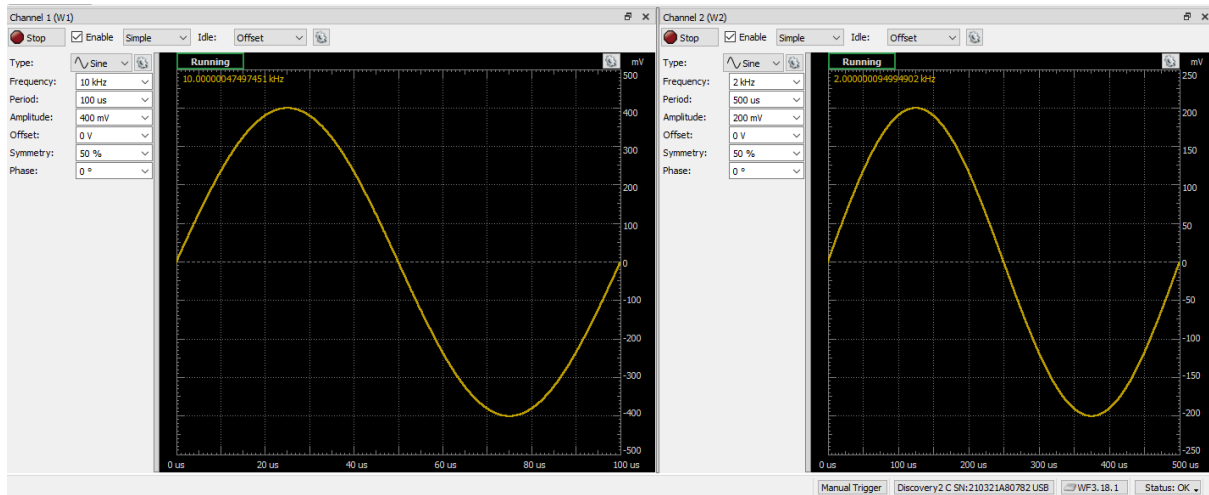 Channel 1 (W1)
Stop Enable Simple Idle: Offset
Type: Sine
Frequency: 10 kHz
Period: 100 us
Amplitude: 400 mV
Offset: 0 V
Symmetry: 50 %
Phase: 0 °
Running mV
10.00000047497451 kHz
500
400
300
200
100
0
-100
-200
-300
-400
-500
0 us 20 us 40 us 60 us 80 us 100 us
Channel 2 (W2)
Stop Enable Simple Idle: Offset
Type: Sine
Frequency: 2 kHz
Period: 500 us
Amplitude: 200 mV
Offset: 0 V
Symmetry: 50 %
Phase: 0 °
Running mV
2.000000094994902 kHz
250
200
150
100
50
0
-50
-100
-150
-200
-250
0 us 100 us 200 us 300 us 400 us 500 us
Manual Trigger Discovery2 C SN:210321A80782 USB WF3.18.1 Status: OK